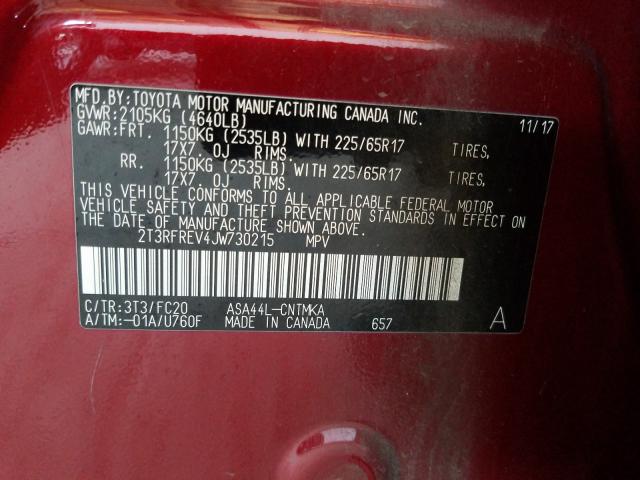 MFD.BY:TOYOTA MOTOR MANUFACTURING CANADA INC.
GVWR:2105KG (4640LB) 11/17
GAWR:FRT. 1150KG (2535LB) WITH 225/65R17 TIRES,
17X7. 0J RIMS.
RR. 1150KG (2535LB) WITH 225/65R17 TIRES,
17X7. 0J RIMS.
THIS VEHICLE CONFORMS TO ALL APPLICABLE FEDERAL MOTOR
VEHICLE SAFETY AND THEFT PREVENTION STANDARDS IN EFFECT ON
THE DATE OF MANUFACTURE SHOWN ABOVE.
2T3RFREV4JW730215 MPV
C/TR:3T3/FC20 ASA44L-CNTMKA
A/TM:-01A/U760F MADE IN CANADA 657 A